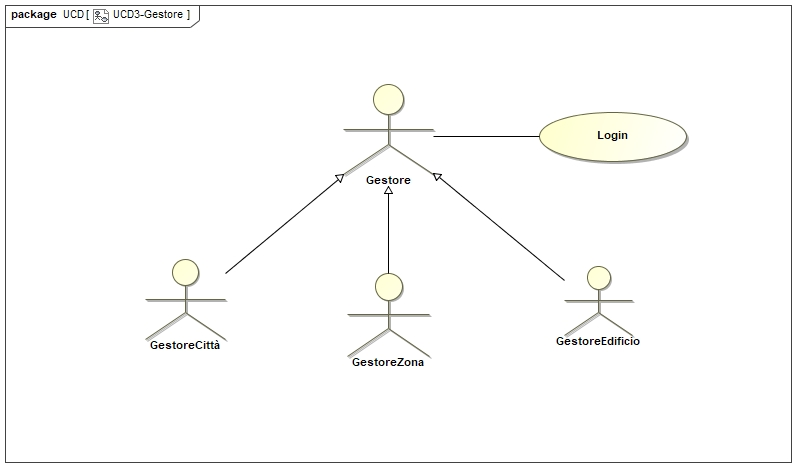 package UCD [ UCD3-Gestore ]
Login
Gestore
GestoreCittà
GestoreZona
GestoreEdificio